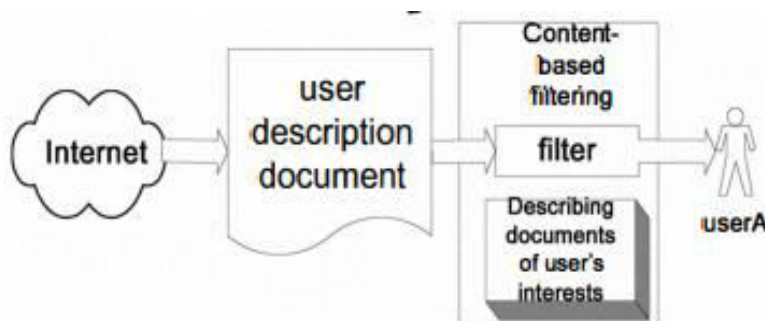 Internet
user
description
document
Content-
based
filtering
filter
Describing
documents
of user's
interests
userA